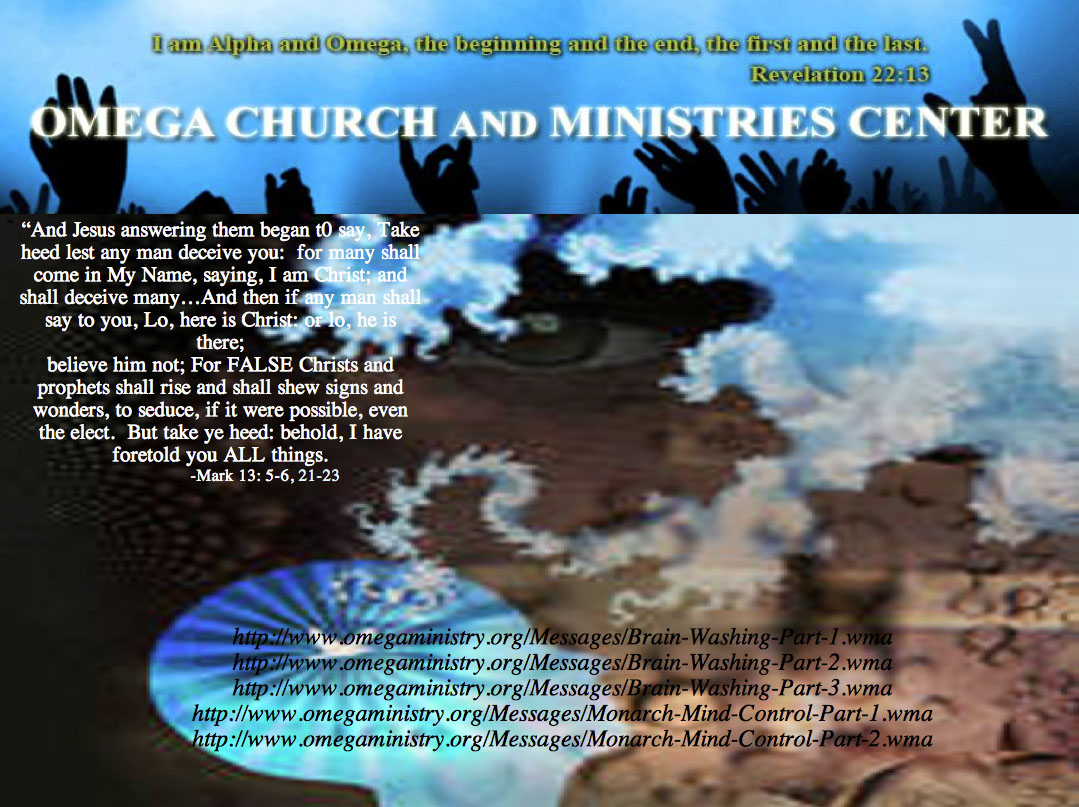 I am Alpha and Omega, the beginning and the end, the first and the last.
Revelation 22:13
OMEGA CHURCH AND MINISTRIES CENTER
“And Jesus answering them began t0 say, Take
heed lest any man deceive you:  for many shall
come in My Name, saying, I am Christ; and
shall deceive many…And then if any man shall
say to you, Lo, here is Christ: or lo, he is
there;
believe him not; For FALSE Christs and
prophets shall rise and shall shew signs and
wonders, to seduce, if it were possible, even
the elect.  But take ye heed: behold, I have
foretold you ALL things.
-Mark 13: 5-6, 21-23
http://www.omegaministry.org/Messages/Brain-Washing-Part-1.wma
http://www.omegaministry.org/Messages/Brain-Washing-Part-2.wma
http://www.omegaministry.org/Messages/Brain-Washing-Part-3.wma
http://www.omegaministry.org/Messages/Monarch-Mind-Control-Part-1.wma
http://www.omegaministry.org/Messages/Monarch-Mind-Control-Part-2.wma